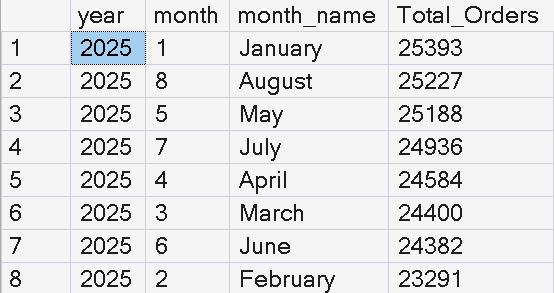 year month month_name Total_Orders
1 2025 1 January 25393
2 2025 8 August 25227
3 2025 5 May 25188
4 2025 7 July 24936
5 2025 4 April 24584
6 2025 3 March 24400
7 2025 6 June 24382
8 2025 2 February 23291